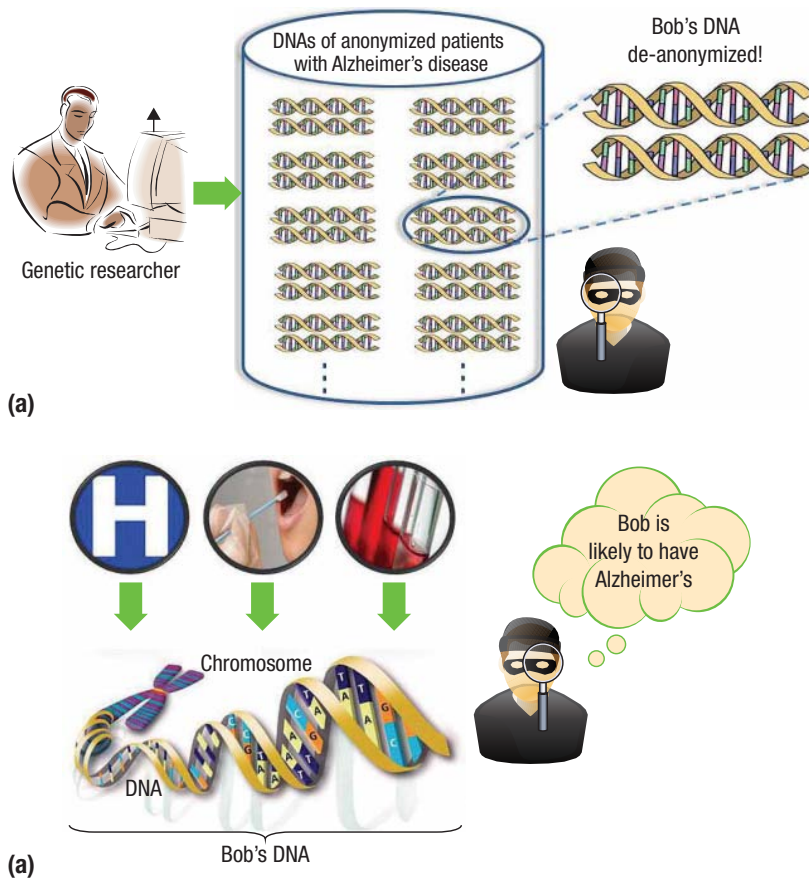 DNAs of anonymized patients
with Alzheimer's disease
Bob's DNA
de-anonymized!
Genetic researcher
(a)
H
Bob is
likely to have
Alzheimer's
Chromosome
T
A
T
A
G
C
C
C
G
T
A
A
T
A
A
T
DNA
Bob's DNA
(a)